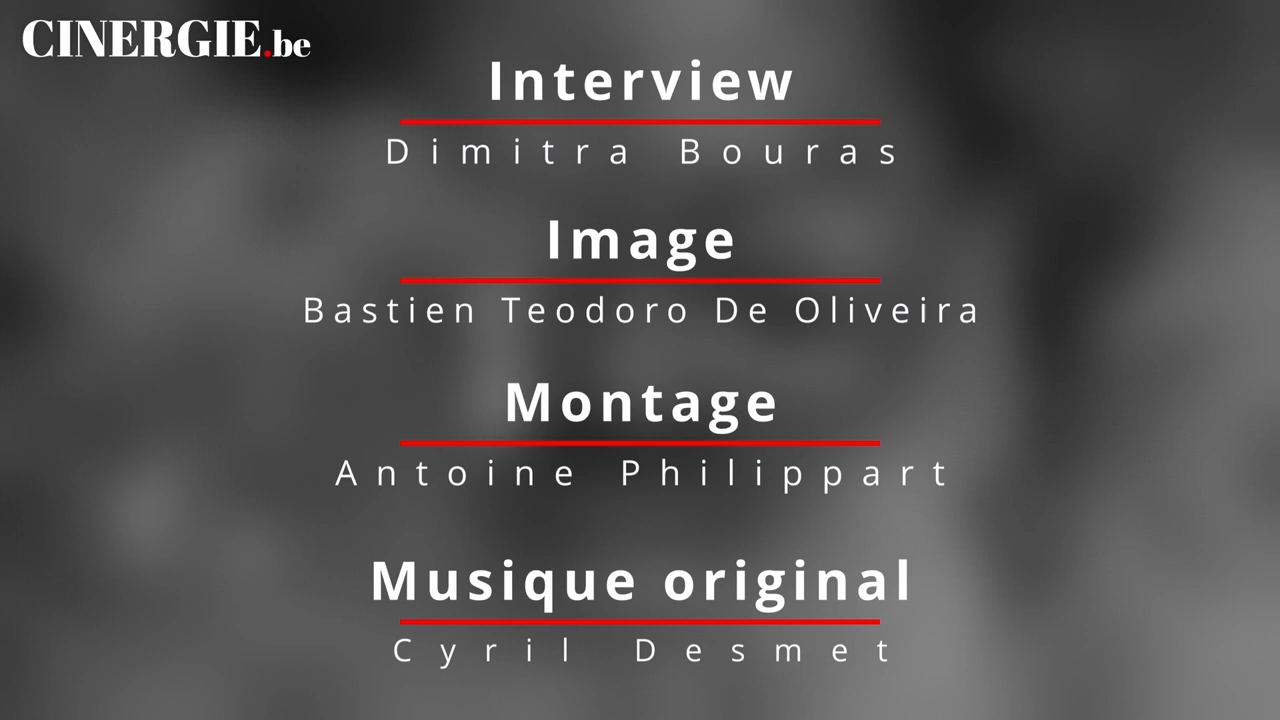 CINERGIE.be
Interview
Dimitra Bouras
Image
Bastien Teodoro De Oliveira
Montage
Antoine Philippart
Musique original
Cyril Desmet